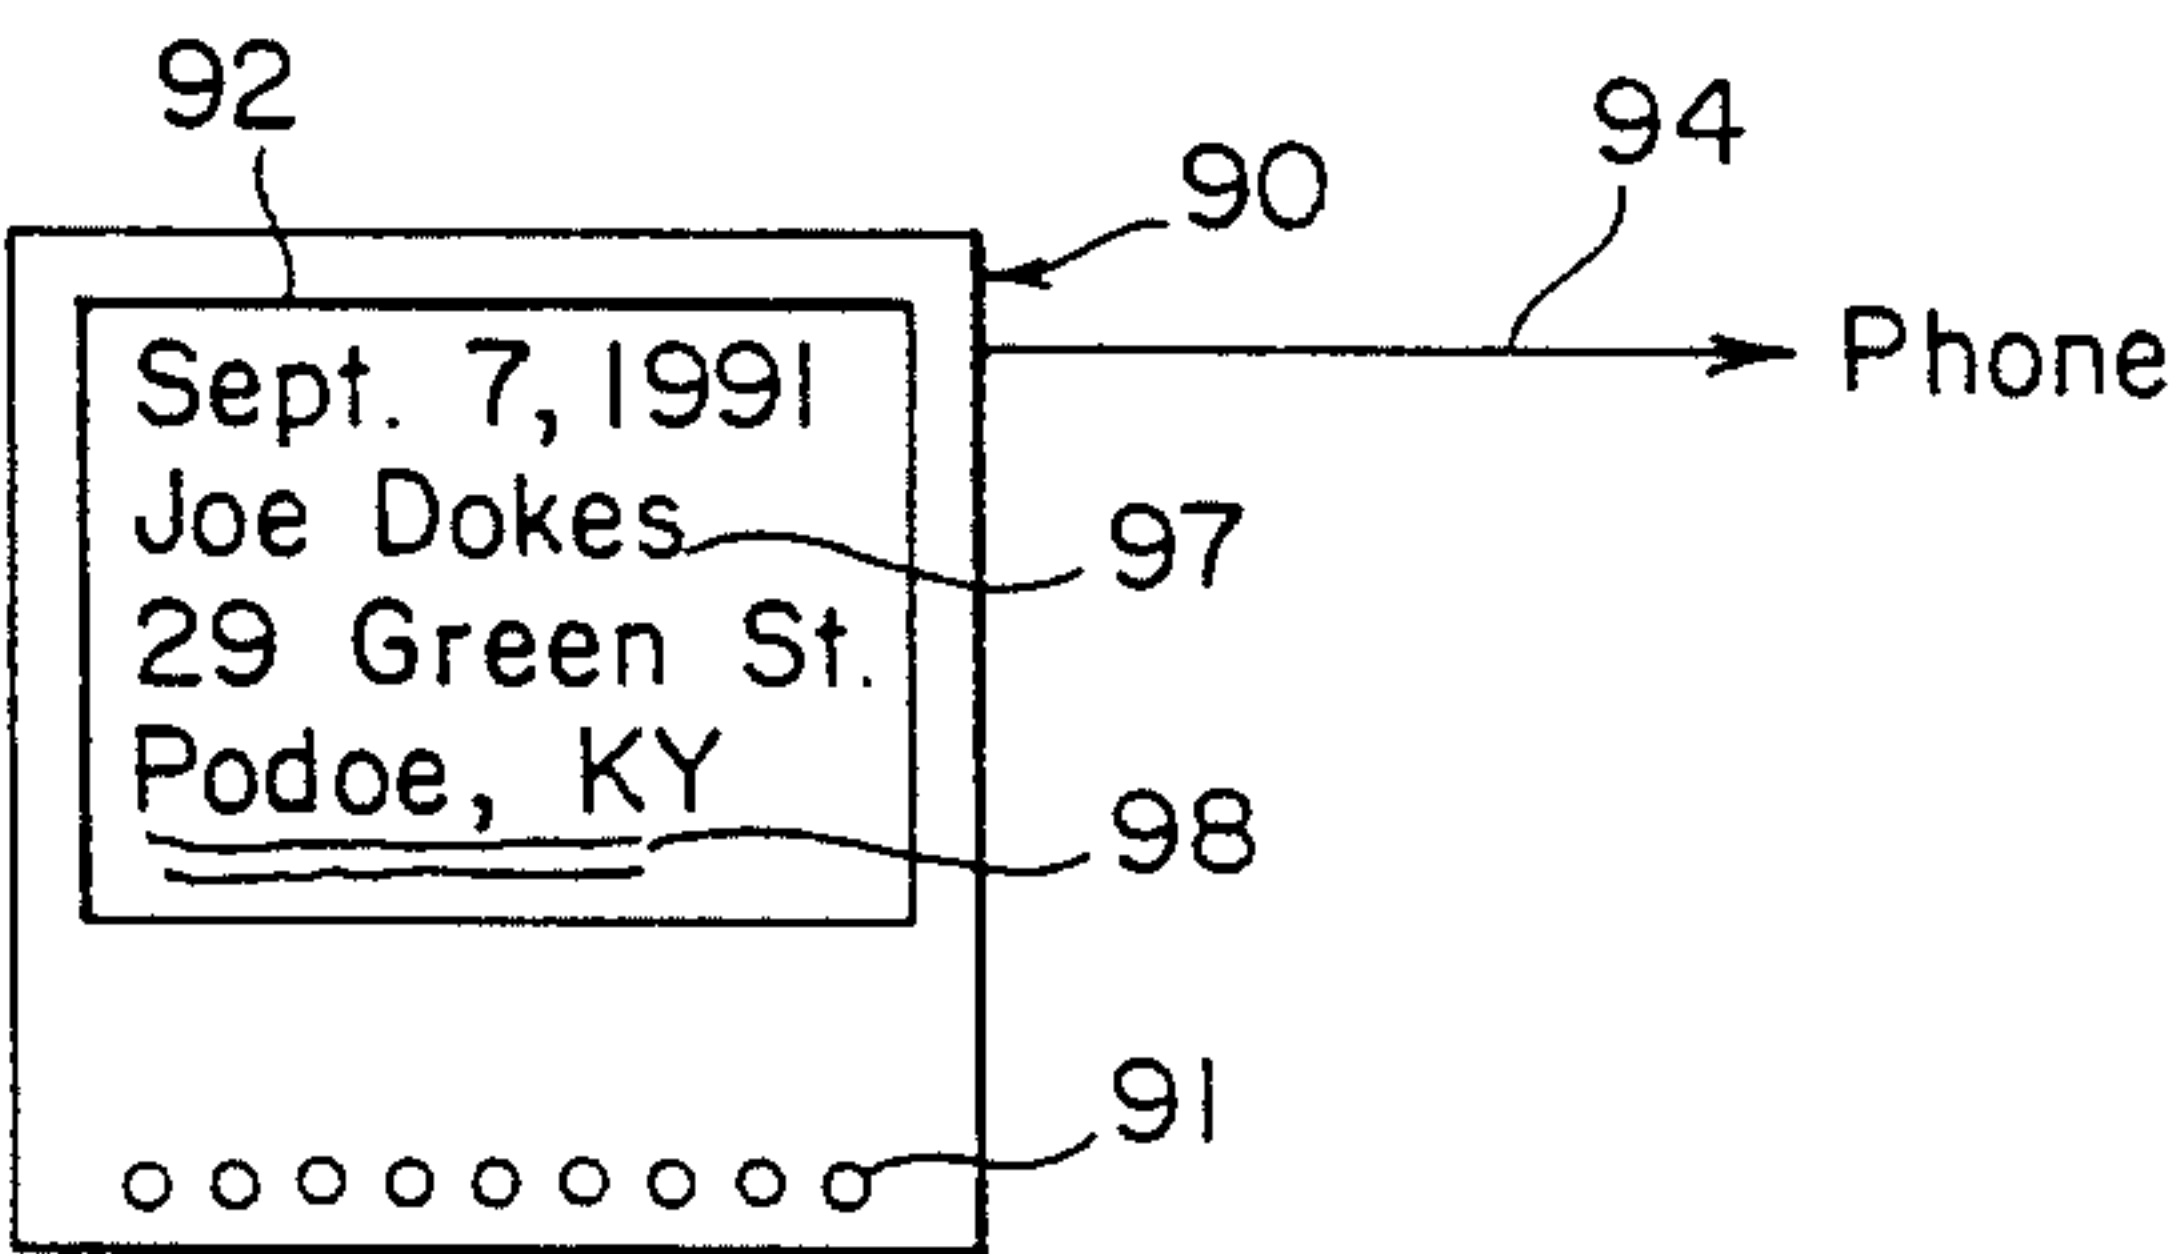 92
94
90
Phone
Sept. 7, 1991
Joe Dokes
97
29 Green St.
Podoe, KY
98
91